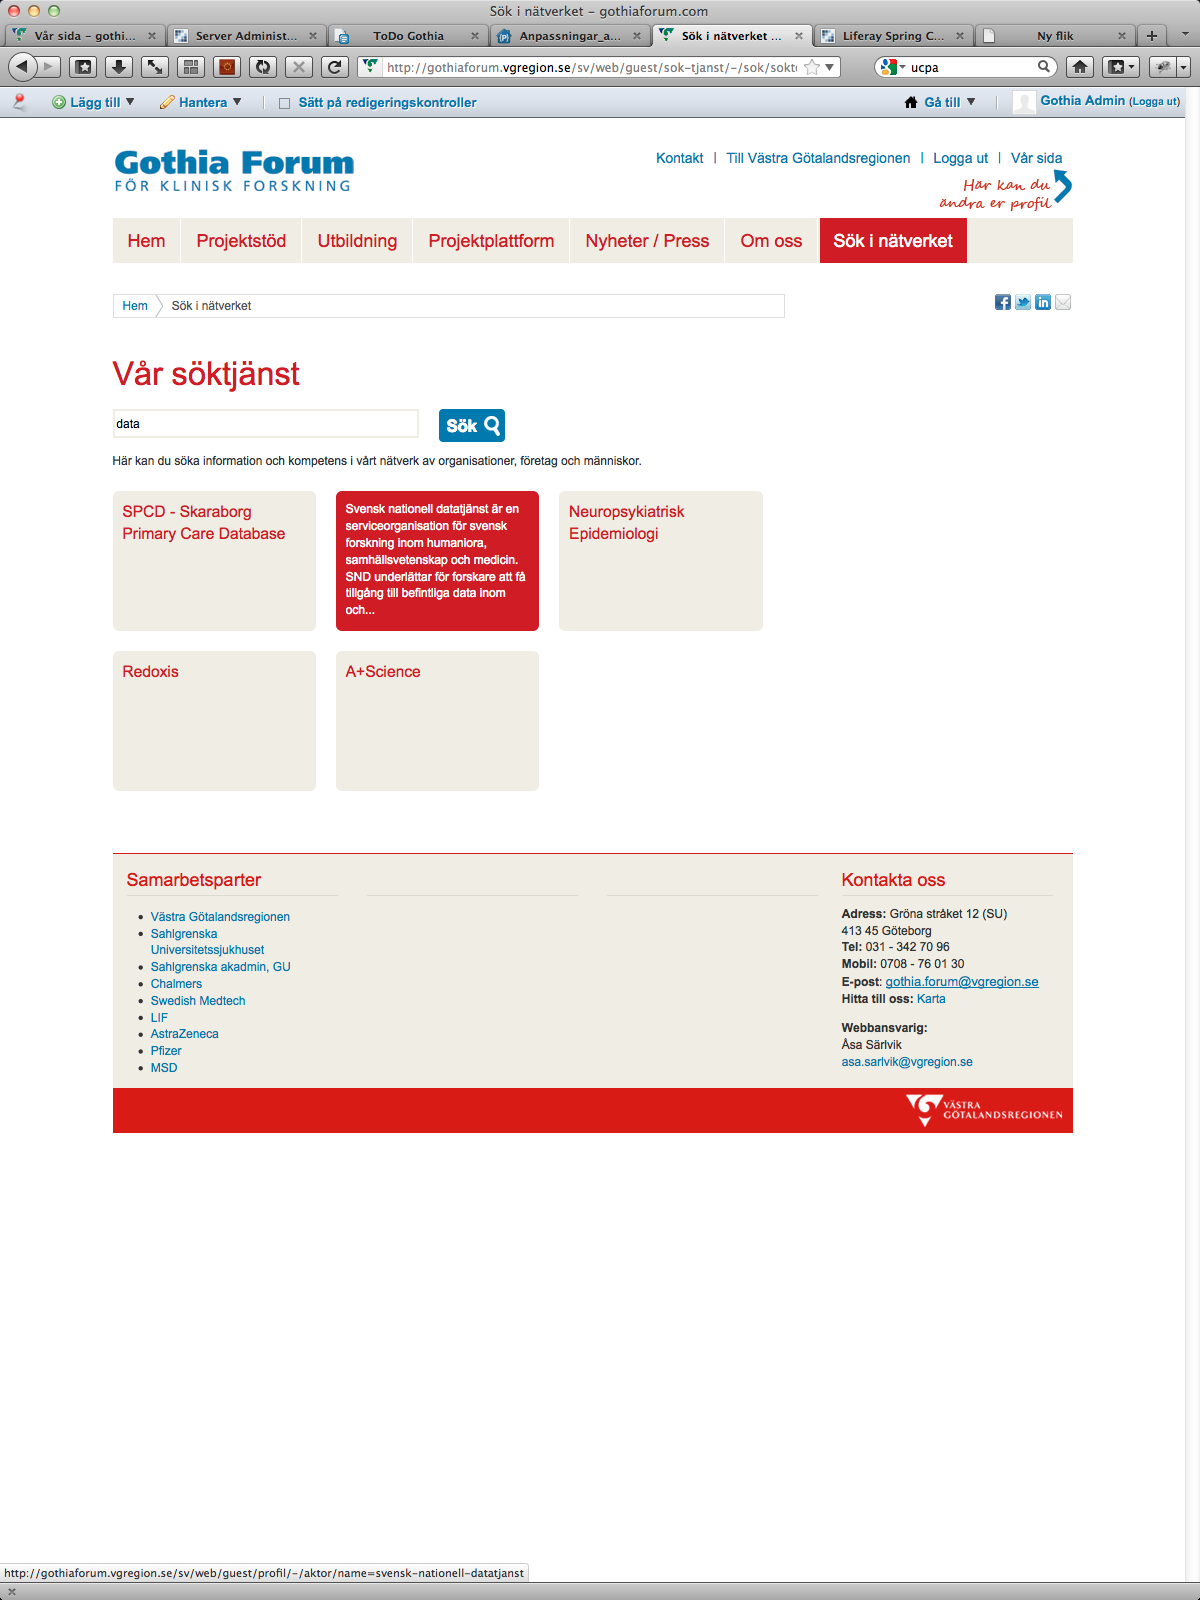 Sök i nätverket – gothiaforum.com
Vår sida – gothi...
Server Administ...
ToDo Gothia
Anpassningar_a...
Sök i nätverket ...
Liferay Spring C...
Ny flik
http://gothiaforum.vgregion.se/sv/web/guest/sok-tjanst/-/sok/sokt
ucpa
Lägg till
Hantera
Sätt på redigeringskontroller
Gå till
Gothia Admin (Logga ut)
Gothia Forum
FÖR KLINISK FORSKNING
Kontakt | Till Västra Götalandsregionen | Logga ut | Vår sida
Här kan du
ändra er profil
Hem Projektstöd Utbildning Projektplattform Nyheter / Press Om oss Sök i nätverket
Hem Sök i nätverket
Vår söktjänst
data
Sök
Här kan du söka information och kompetens i vårt nätverk av organisationer, företag och människor.
SPCD - Skaraborg
Primary Care Database
Svensk nationell datatjänst är en
serviceorganisation för svensk
forskning inom humaniora,
samhällsvetenskap och medicin.
SND underlättar för forskare att få
tillgång till befintliga data inom
och...
Neuropsykiatrisk
Epidemiologi
Redoxis
A+Science
Samarbetsparter
Västra Götalandsregionen
Sahlgrenska
Universitetssjukhuset
Sahlgrenska akadmin, GU
Chalmers
Swedish Medtech
LIF
AstraZeneca
Pfizer
MSD
Kontakta oss
Adress: Gröna stråket 12 (SU)
413 45 Göteborg
Tel: 031 - 342 70 96
Mobil: 0708 - 76 01 30
E-post: gothia.forum@vgregion.se
Hitta till oss: Karta
Webbansvarig:
Åsa Särlvik
asa.sarlvik@vgregion.se
VÄSTRA
GÖTALANDSREGIONEN
http://gothiaforum.vgregion.se/sv/web/guest/profil/-/aktor/name=svensk-nationell-datatjanst